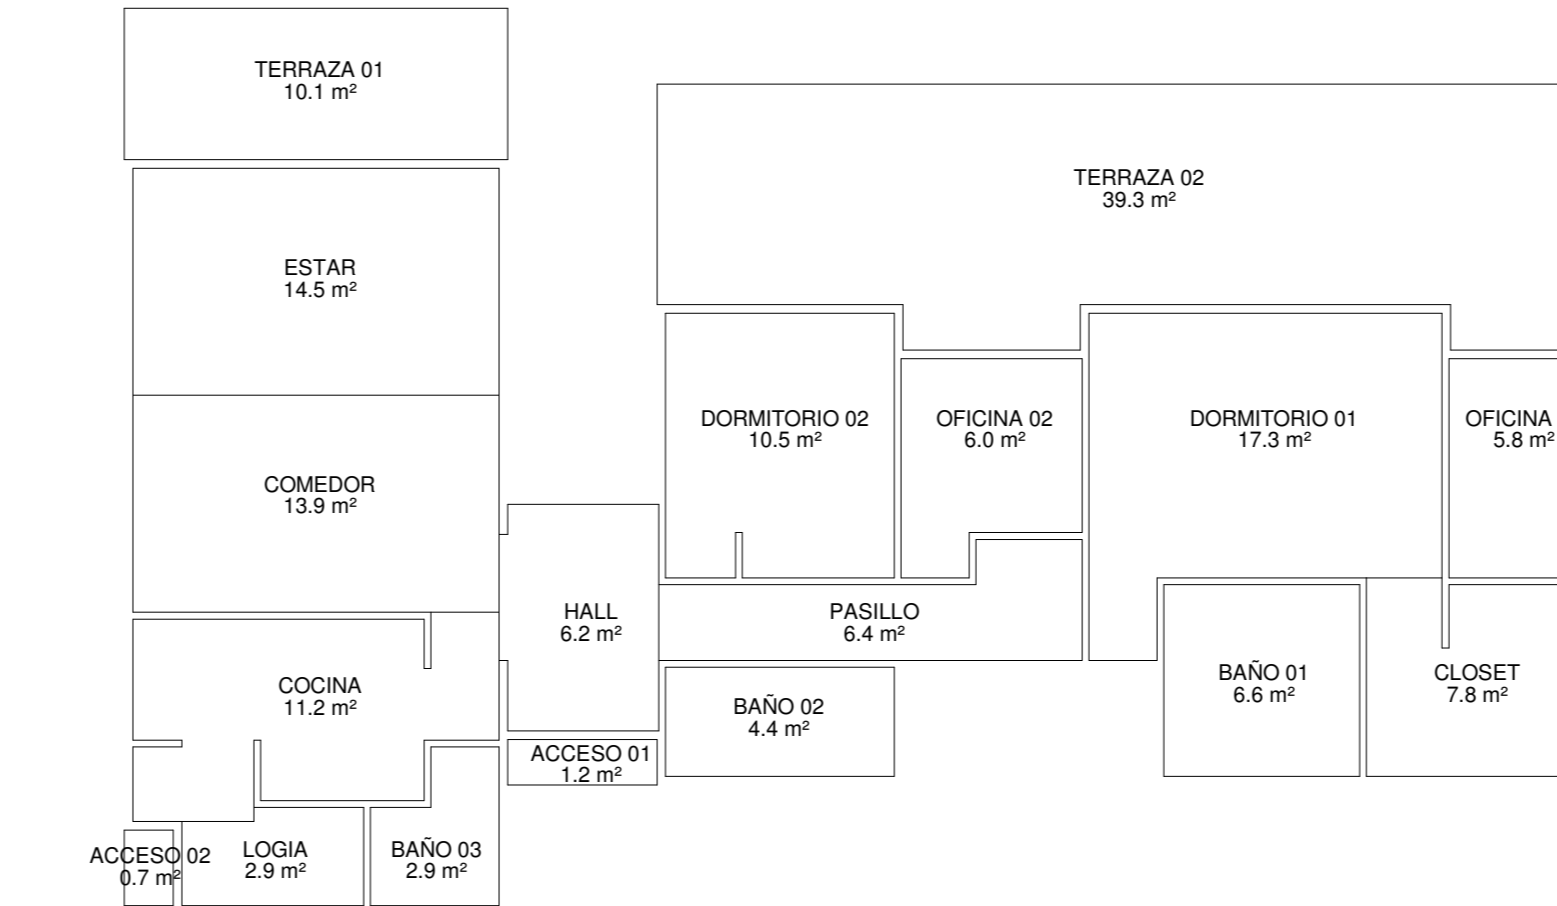 TERRAZA 01
10.1 m²
TERRAZA 02
39.3 m²
ESTAR
14.5 m²
DORMITORIO 02
10.5 m²
OFICINA 02
6.0 m²
DORMITORIO 01
17.3 m²
OFICINA
5.8 m²
COMEDOR
13.9 m²
HALL
6.2 m²
PASILLO
6.4 m²
COCINA
11.2 m²
BAÑO 02
4.4 m²
BAÑO 01
6.6 m²
CLOSET
7.8 m²
ACCESO 01
1.2 m²
ACCESO 02
0.7 m²
LOGIA
2.9 m²
BAÑO 03
2.9 m²